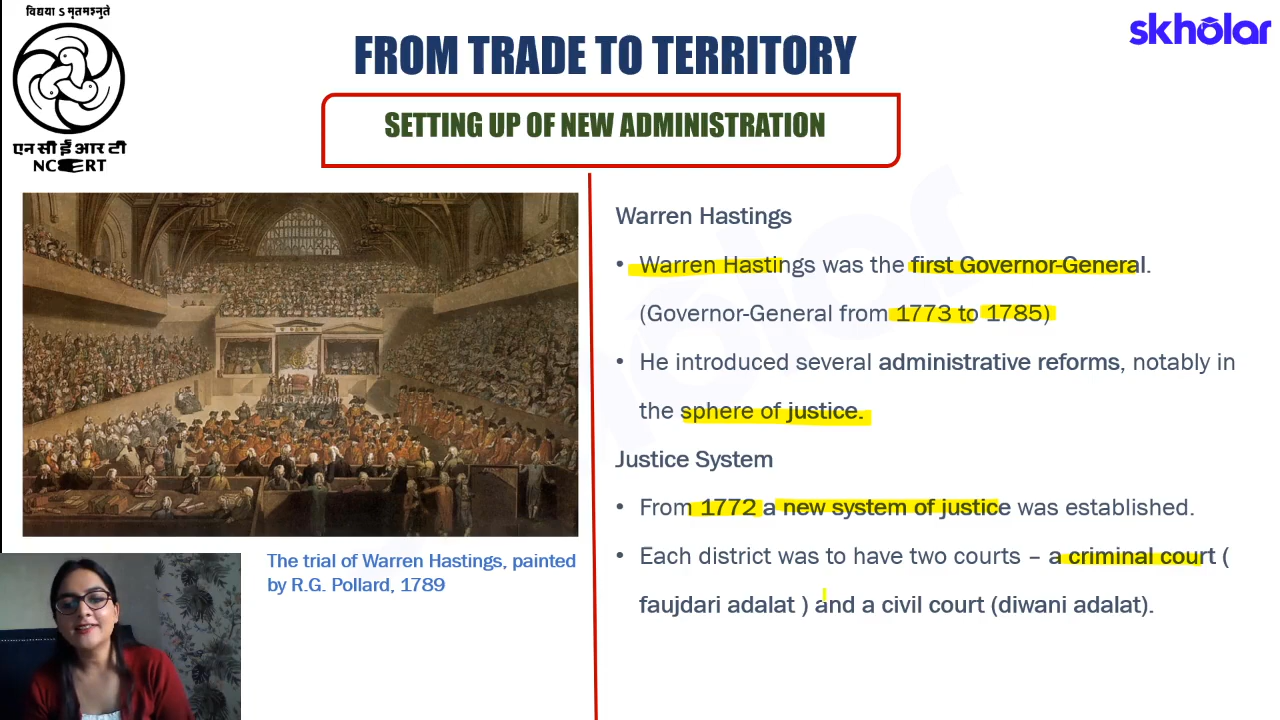 विद्यया ऽ मृतमश्नुते
एन सी ई आर टी
NCERT
skholar
FROM TRADE TO TERRITORY
SETTING UP OF NEW ADMINISTRATION
Warren Hastings
• Warren Hastings was the first Governor-General.
(Governor-General from 1773 to 1785)
• He introduced several administrative reforms, notably in
the sphere of justice.
Justice System
• From 1772 a new system of justice was established.
• Each district was to have two courts – a criminal court (
faujdari adalat ) and a civil court (diwani adalat).
The trial of Warren Hastings, painted
by R.G. Pollard, 1789